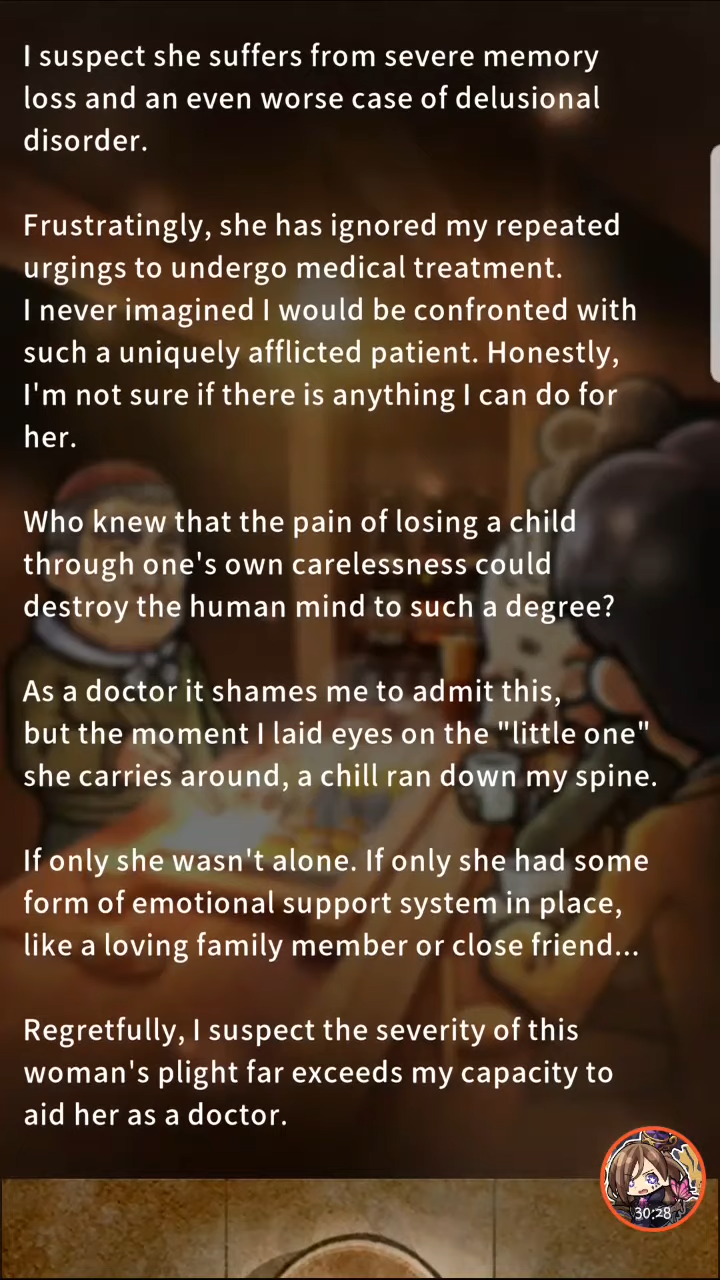 I suspect she suffers from severe memory
loss and an even worse case of delusional
disorder.
Frustratingly, she has ignored my repeated
urgings to undergo medical treatment.
I never imagined I would be confronted with
such a uniquely afflicted patient. Honestly,
I'm not sure if there is anything I can do for
her.
Who knew that the pain of losing a child
through one's own carelessness could
destroy the human mind to such a degree?
As a doctor it shames me to admit this,
but the moment I laid eyes on the "little one"
she carries around, a chill ran down my spine.
If only she wasn't alone. If only she had some
form of emotional support system in place,
like a loving family member or close friend...
Regretfully, I suspect the severity of this
woman's plight far exceeds my capacity to
aid her as a doctor.
30:28